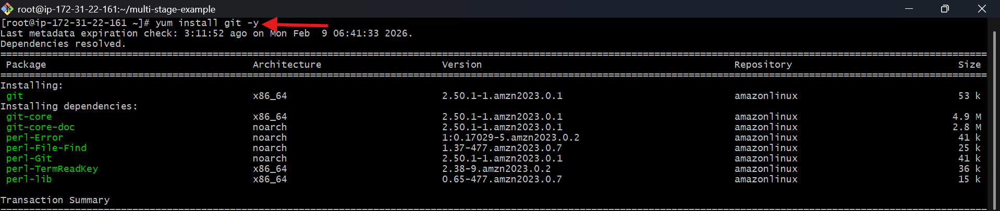 root@ip-172-31-22-161:~/multi-stage-example
[root@ip-172-31-22-161 ~]# yum install git -y
Last metadata expiration check: 3:11:52 ago on Mon Feb  9 06:41:33 2026.
Dependencies resolved.
Package Architecture Version Repository Size
Installing:
git x86_64 2.50.1-1.amzn2023.0.1 amazonlinux 53 k
Installing dependencies:
git-core x86_64 2.50.1-1.amzn2023.0.1 amazonlinux 4.9 M
git-core-doc noarch 2.50.1-1.amzn2023.0.1 amazonlinux 2.8 M
perl-Error noarch 1:0.17029-5.amzn2023.0.2 amazonlinux 41 k
perl-File-Find noarch 1.37-477.amzn2023.0.7 amazonlinux 25 k
perl-Git noarch 2.50.1-1.amzn2023.0.1 amazonlinux 41 k
perl-TermReadKey x86_64 2.38-9.amzn2023.0.2 amazonlinux 36 k
perl-lib x86_64 0.65-477.amzn2023.0.7 amazonlinux 15 k
Transaction Summary